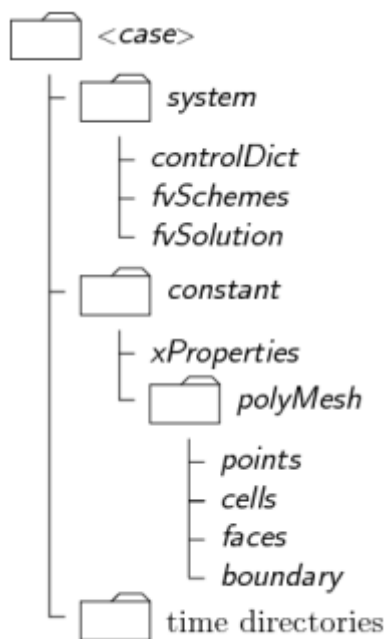 <case>
system
controlDict
fvSchemes
fvSolution
constant
xProperties
polyMesh
points
cells
faces
boundary
time directories